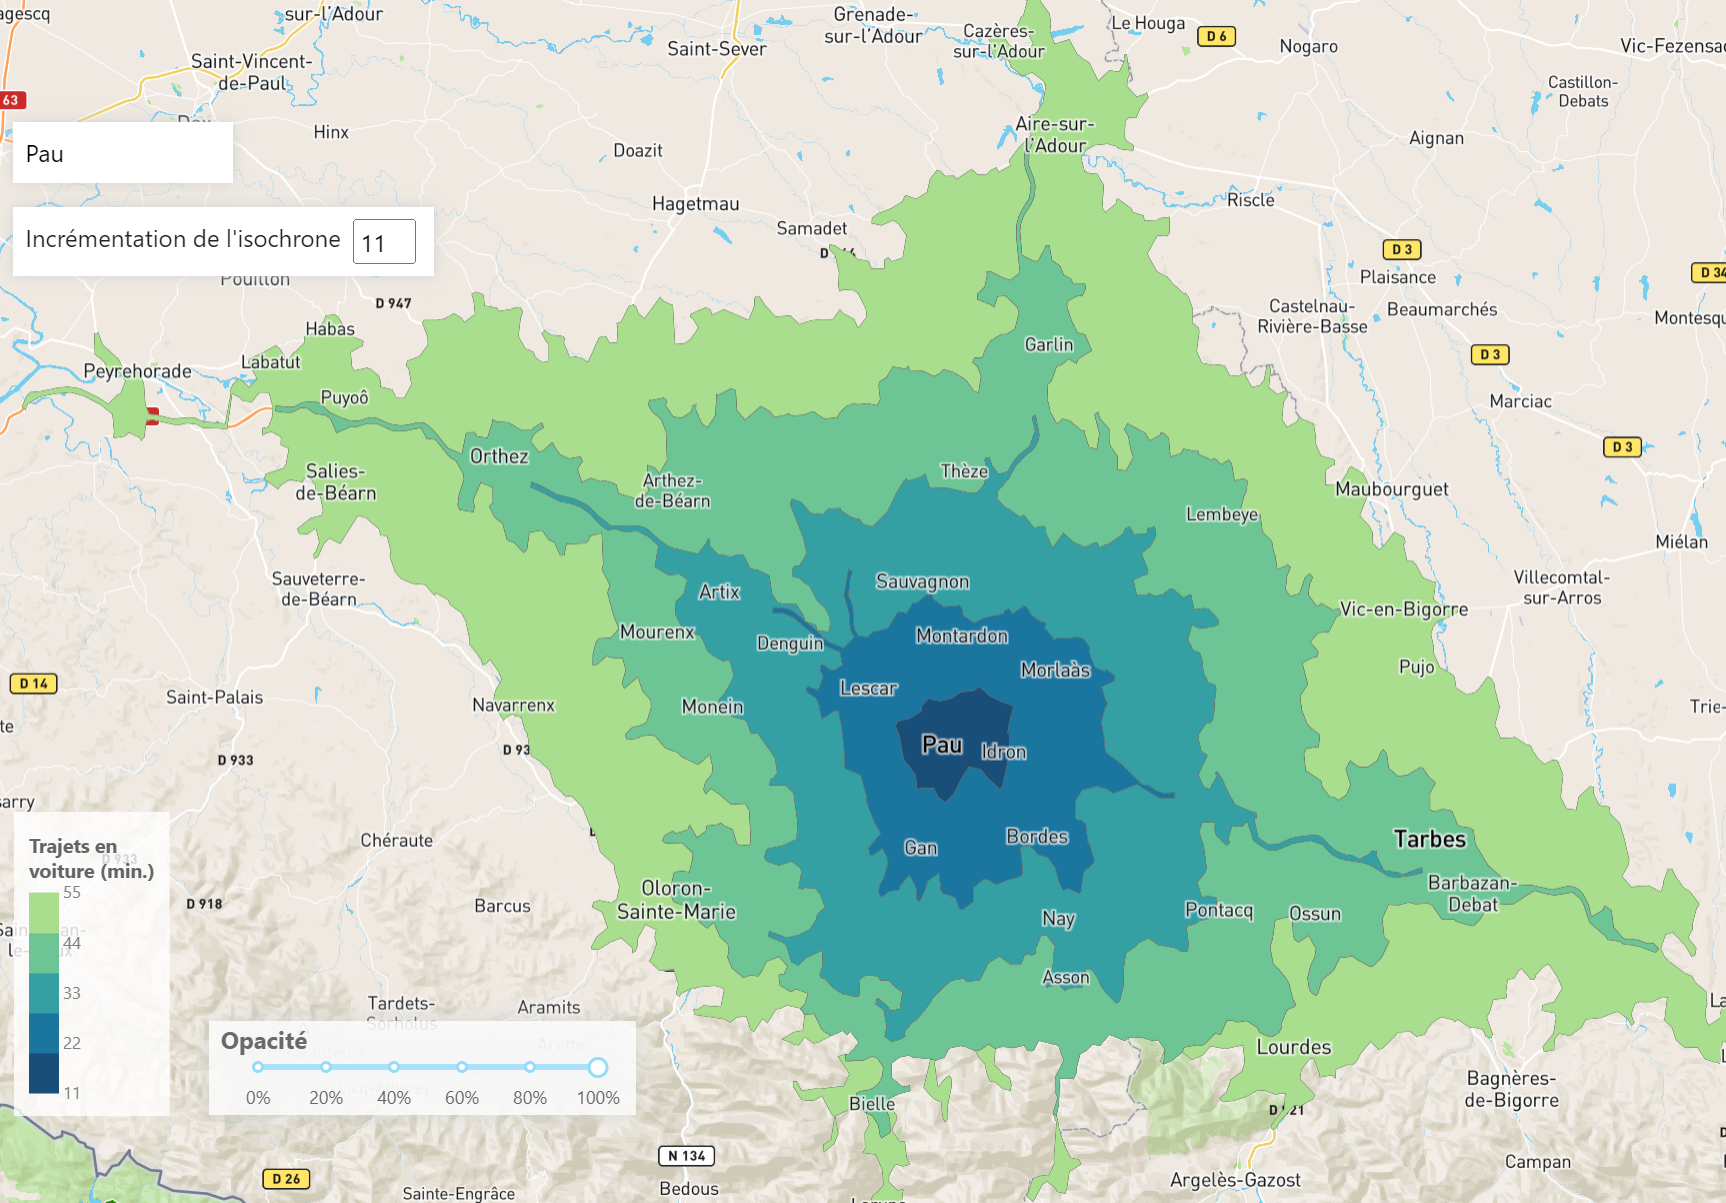 agescq
sur-l'Adour
Grenade-
sur-l'Adour
Cazères-
sur-l'Adour
Le Houga
D 6
Nogaro
Vic-Fezensa
Saint-Sever
Saint-Vincent-
de-Paul
Castillon-
Debats
63
Dax
Hinx
Doazit
Aire-sur-
l'Adour
Aignan
Pau
Hagetmau
Samadet
Riscle
Incrémentation de l'isochrone 11
D 3
Plaisance
D 34
Pouillon
D 947
Castelnau-
Rivière-Basse
Beaumarchés
Montesqu
Habas
Labatut
Garlin
D 3
Peyrehorade
Puyoô
Marciac
Orthez
Thèze
D 3
Salies-
de-Béarn
Arthez-
de-Béarn
Maubourguet
Lembeye
Miélan
Sauveterre-
de-Béarn
Artix
Sauvagnon
Villecomtal-
sur-Arros
Vic-en-Bigorre
Mourenx
Denguin
Montardon
Morlaàs
Pujo
D 14
Saint-Palais
Navarrenx
Monein
Lescar
Trie-
te
D 933
D 93
Pau
Idron
arry
Chéraute
Gan
Bordes
Tarbes
Trajets en
voiture (min.)
D 933
55
44
33
22
11
D 918
Barcus
Oloron-
Sainte-Marie
Nay
Pontacq
Ossun
Barbazan-
Debat
Asson
Tardets-
Sorholus
Aramits
Arette
Lourdes
Opacité
0%
20%
40%
60%
80%
100%
Bielle
D 921
Bagnères-
de-Bigorre
N 134
Bedous
D 26
Sainte-Engrâce
Argelès-Gazost
Campan